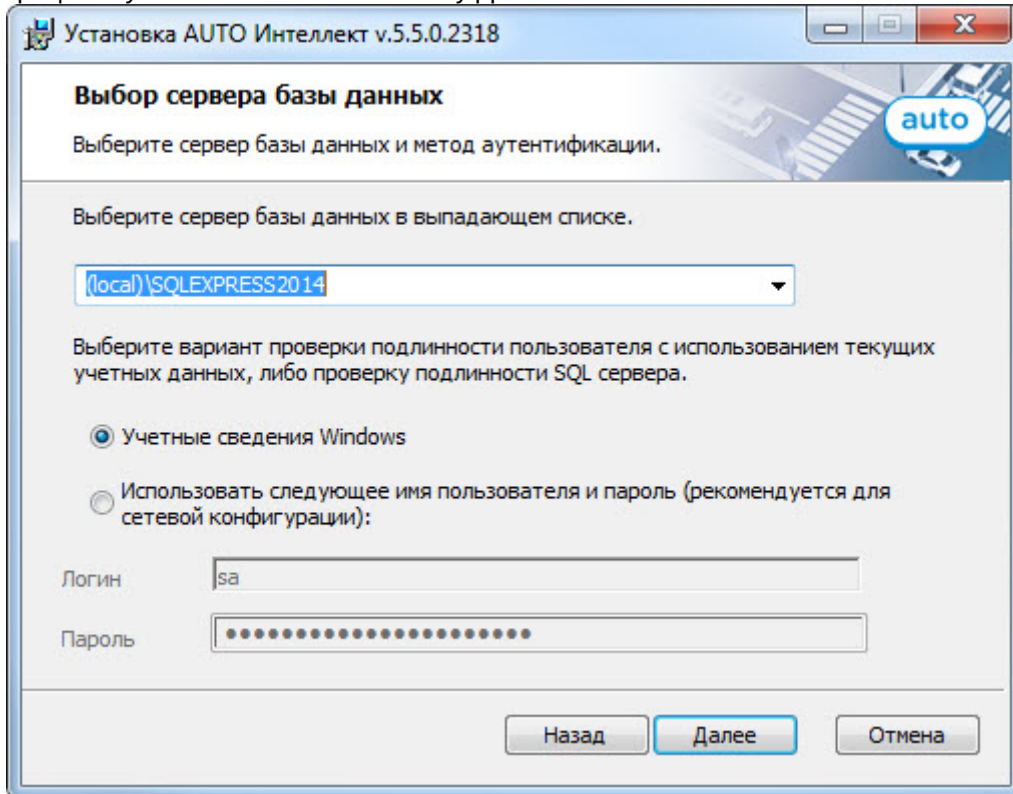 Установка AUTO Интеллект v.5.5.0.2318
Выбор сервера базы данных
Выберите сервер базы данных и метод аутентификации.
auto
Выберите сервер базы данных в выпадающем списке.
(local)\SQLEXPRESS2014
Выберите вариант проверки подлинности пользователя с использованием текущих
учетных данных, либо проверку подлинности SQL сервера.
Учетные сведения Windows
Использовать следующее имя пользователя и пароль (рекомендуется для
сетевой конфигурации):
Логин
sa
Пароль
Назад
Далее
Отмена